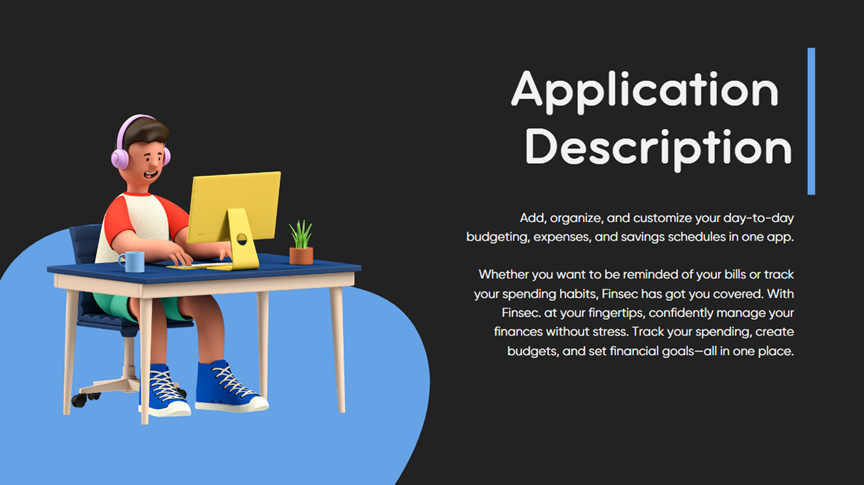 Application
Description
Add, organize, and customize your day-to-day
budgeting, expenses, and savings schedules in one app.
Whether you want to be reminded of your bills or track
your spending habits, Finsec has got you covered. With
Finsec. at your fingertips, confidently manage your
finances without stress. Track your spending, create
budgets, and set financial goals—all in one place.